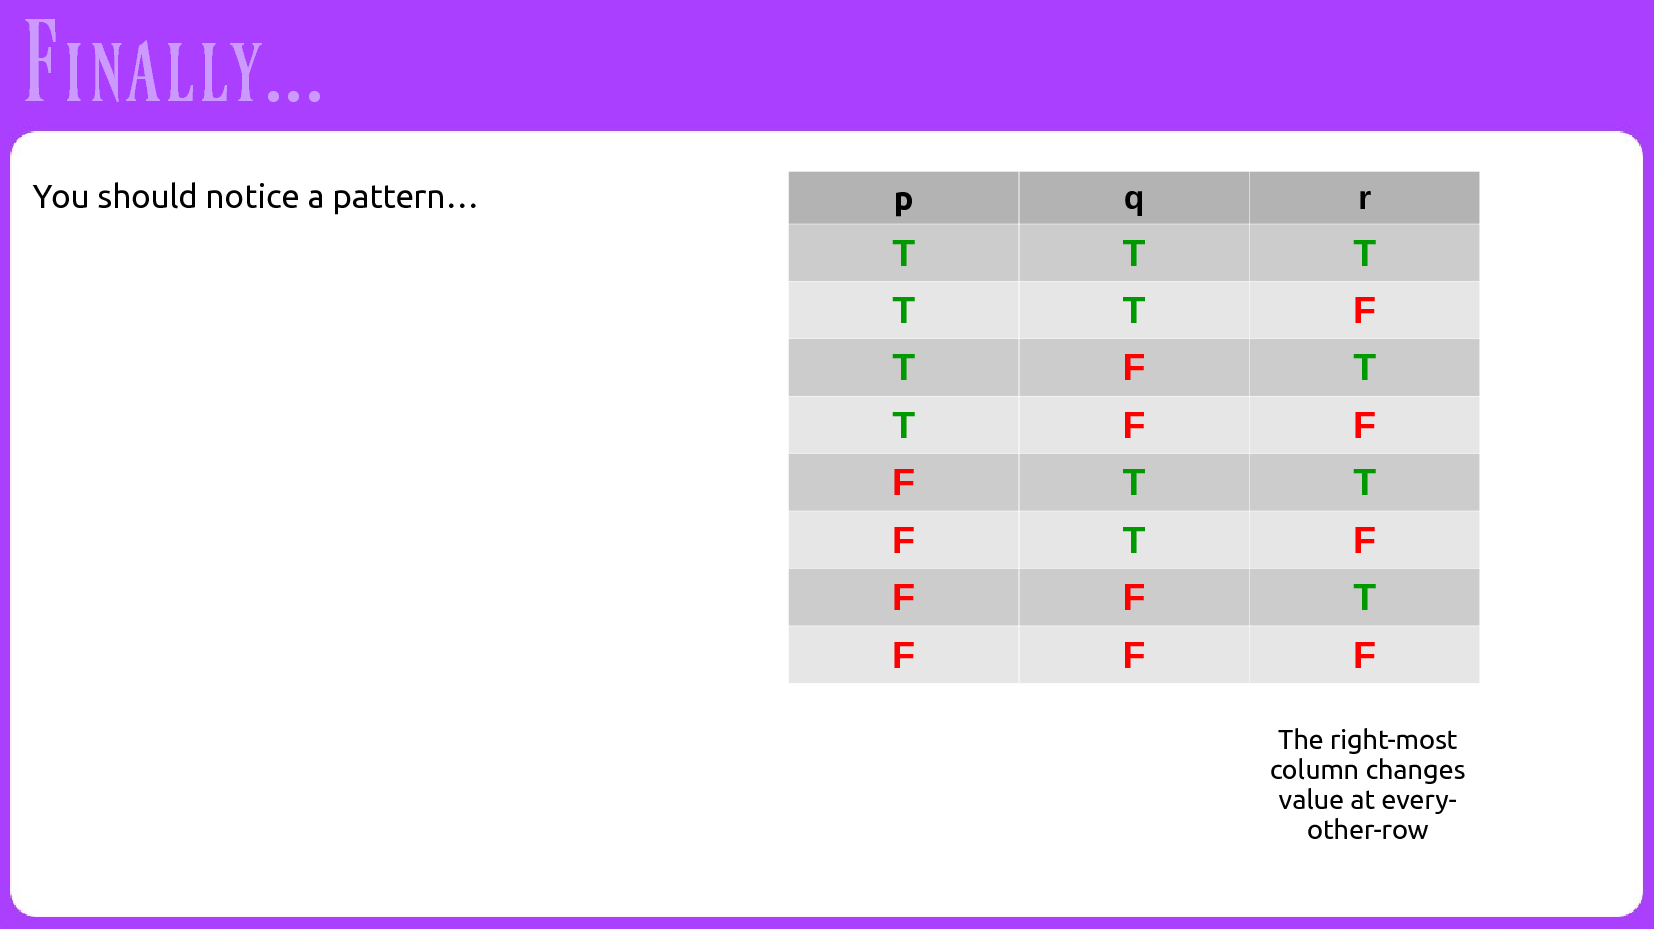 Finally...
You should notice a pattern...
p q r
T T T
T T F
T F T
T F F
F T T
F T F
F F T
F F F
The right-most
column changes
value at every-
other-row